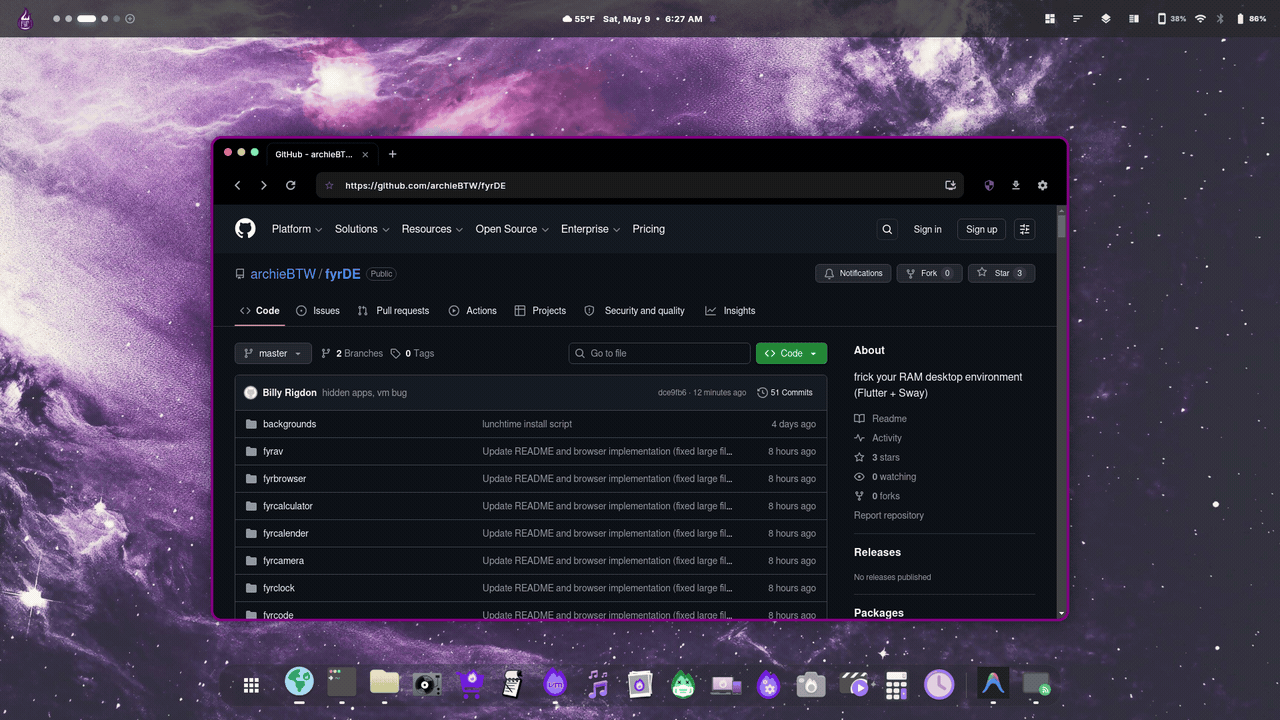 55°F Sat, May 9 • 6:27 AM
38%
86%
GitHub - archieBT...
https://github.com/archieBTW/fyrDE
Platform Solutions Resources Open Source Enterprise Pricing Sign in Sign up
archieBTW / fyrDE Public Notifications Fork 0 Star 3
Code Issues Pull requests Actions Projects Security and quality Insights
master 2 Branches 0 Tags Go to file Code
Billy Rigdon hidden apps, vm bug dce9fb6 · 12 minutes ago 51 Commits
backgrounds lunchtime install script 4 days ago
fyrav Update README and browser implementation (fixed large fil... 8 hours ago
fyrbrowser Update README and browser implementation (fixed large fil... 8 hours ago
fyrcalculator Update README and browser implementation (fixed large fil... 8 hours ago
fyrcalender Update README and browser implementation (fixed large fil... 8 hours ago
fyrcamera Update README and browser implementation (fixed large fil... 8 hours ago
fyrclock Update README and browser implementation (fixed large fil... 8 hours ago
fyrcode Update README and browser implementation (fixed large fil... 8 hours ago
About
frick your RAM desktop environment
(Flutter + Sway)
Readme
Activity
3 stars
0 watching
0 forks
Report repository
Releases
No releases published
Packages